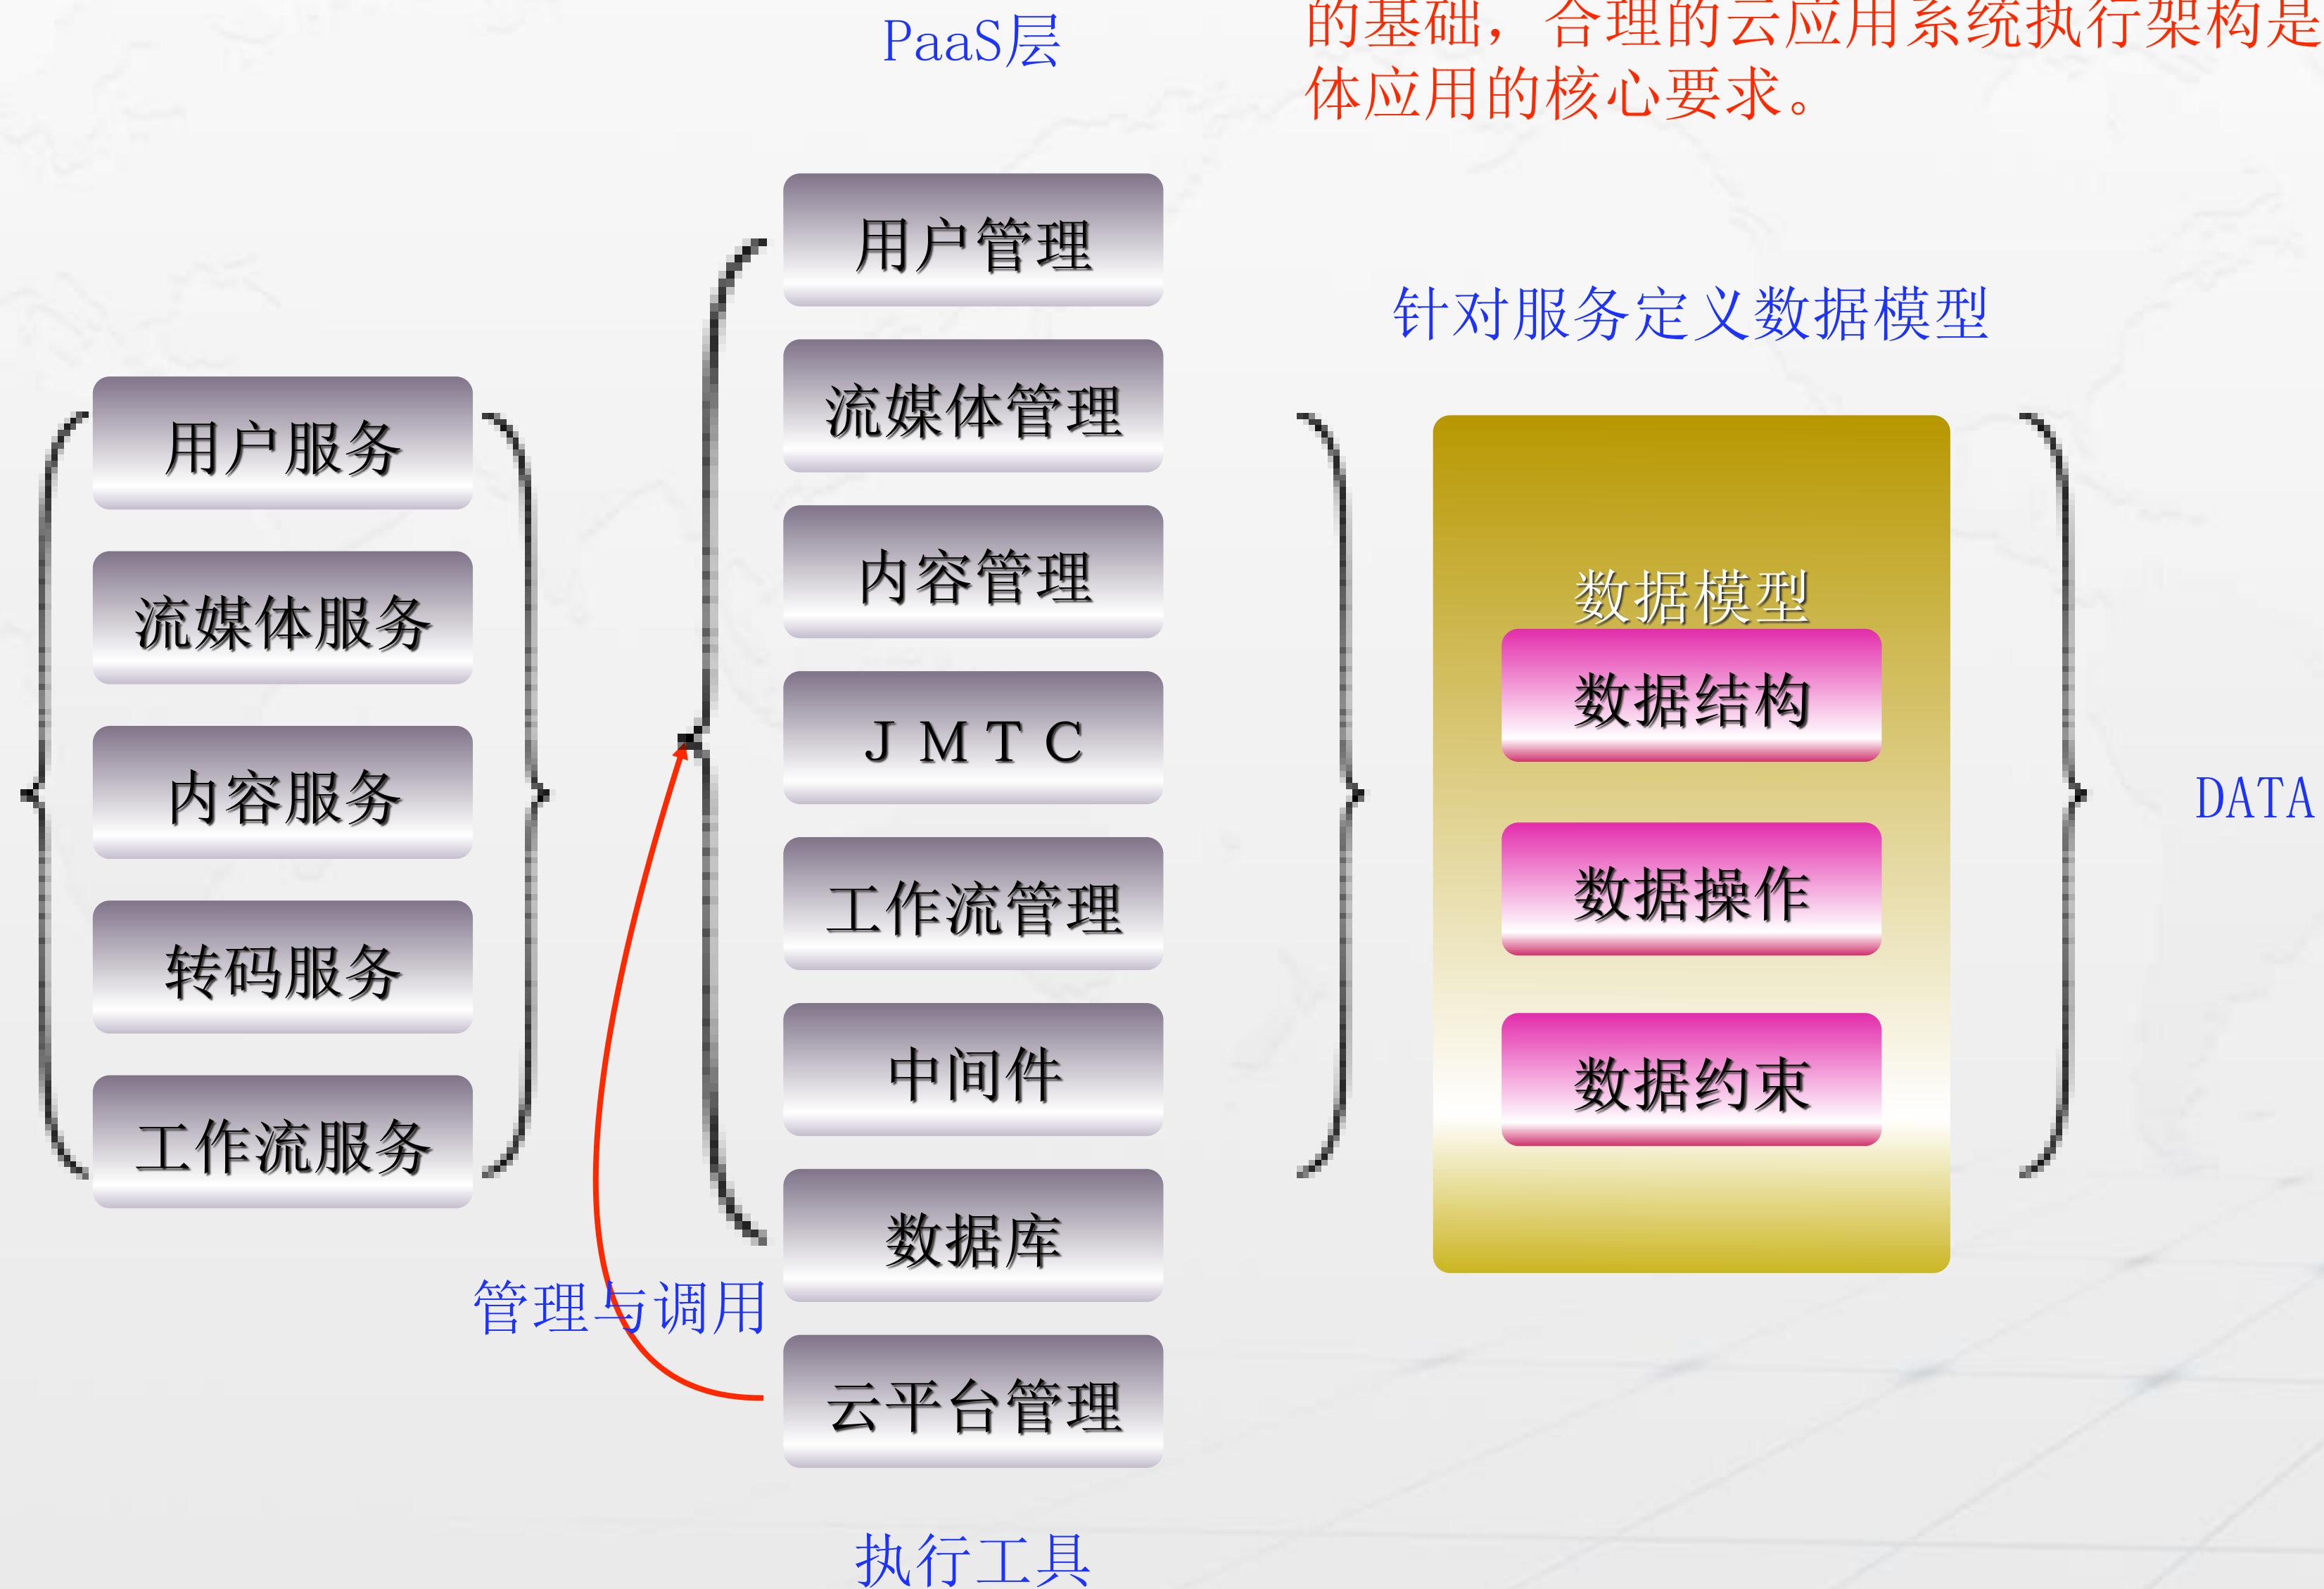 PaaS层
的基础，合理的云应用系统执行架构是
体应用的核心要求。
用户服务
流媒体服务
内容服务
转码服务
工作流服务
用户管理
流媒体管理
内容管理
JMTC
工作流管理
中间件
数据库
云平台管理
管理与调用
执行工具
针对服务定义数据模型
数据模型
数据结构
数据操作
数据约束
DATA